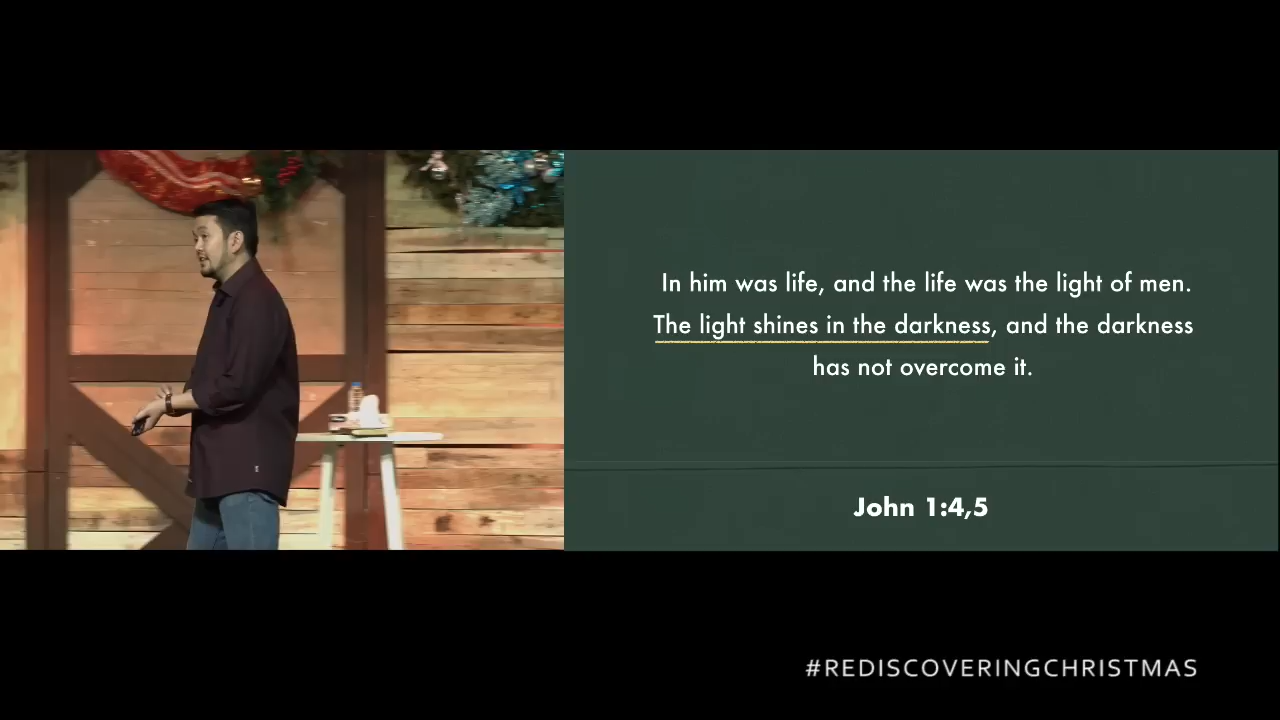 In him was life, and the life was the light of men.
The light shines in the darkness, and the darkness
has not overcome it.
John 1:4,5
#REDISCOVERINGCHRISTMAS